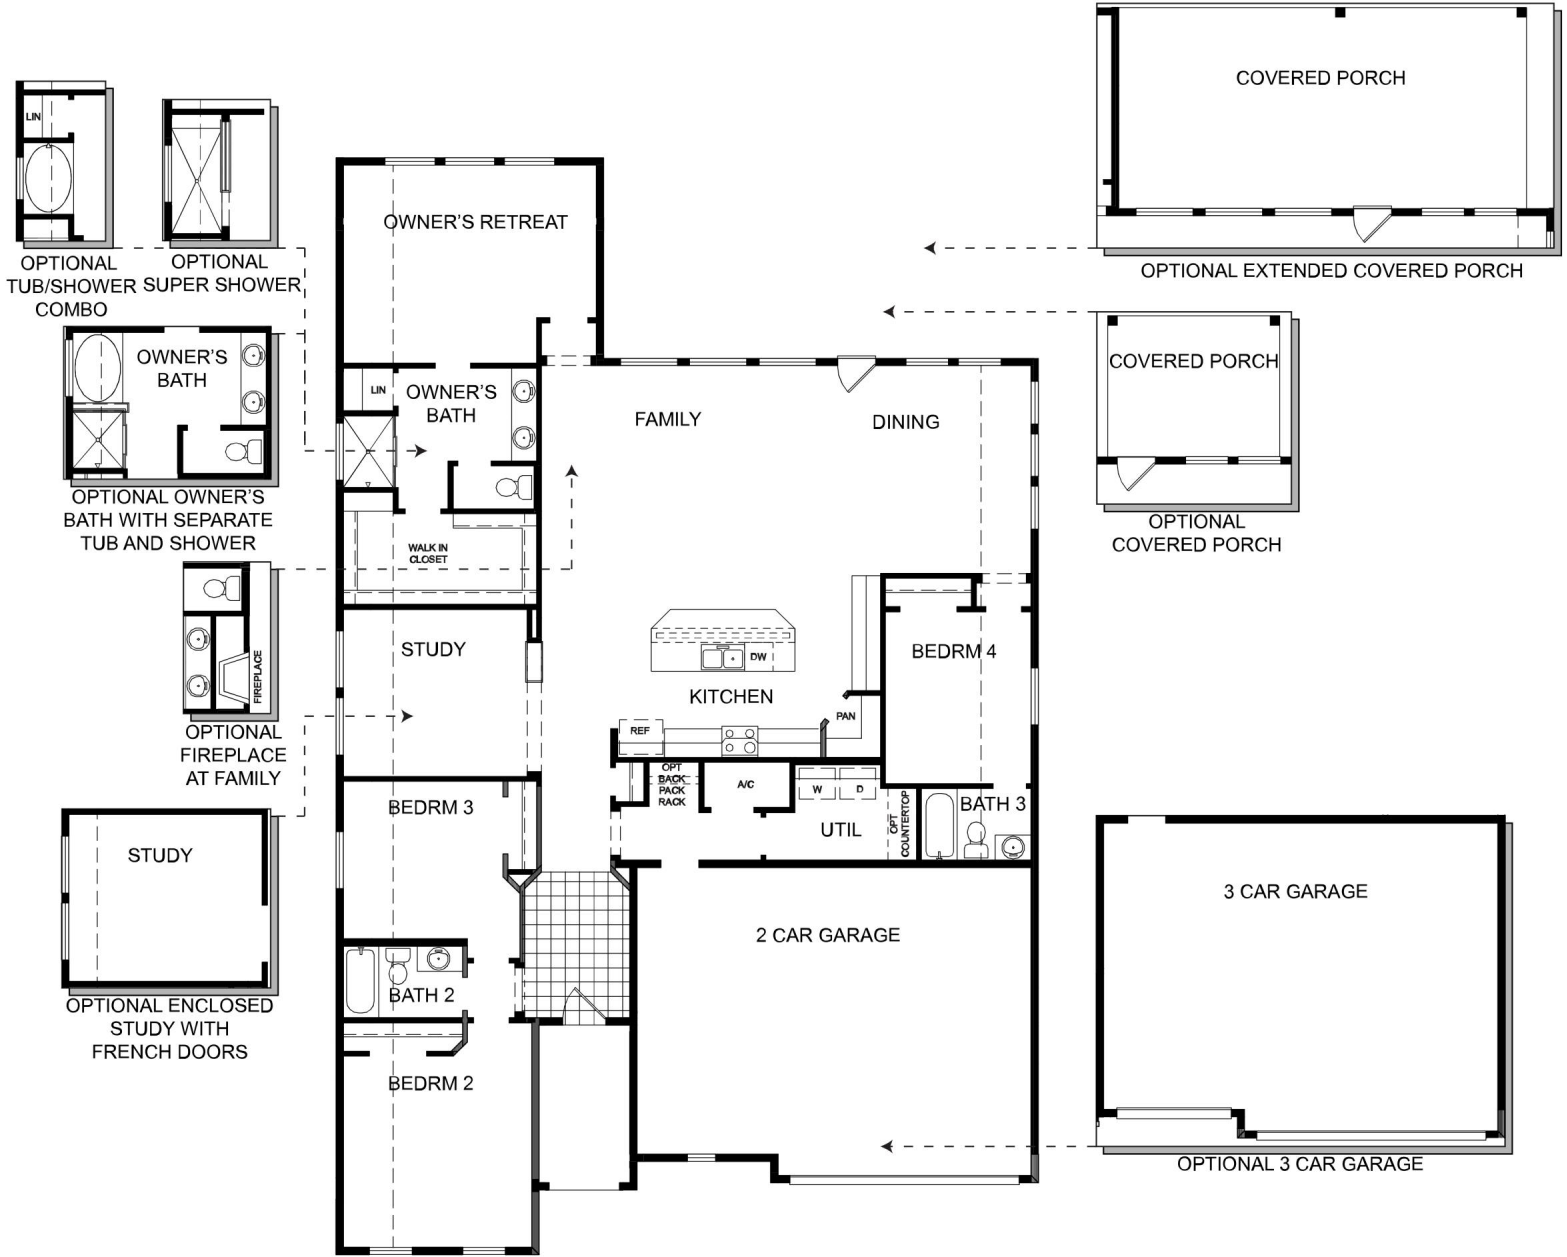 COVERED PORCH
OPTIONAL EXTENDED COVERED PORCH
LIN
OPTIONAL
TUB/SHOWER
COMBO
OPTIONAL
SUPER SHOWER
OWNER'S
BATH
OPTIONAL OWNER'S
BATH WITH SEPARATE
TUB AND SHOWER
FIREPLACE
OPTIONAL
FIREPLACE
AT FAMILY
STUDY
OPTIONAL ENCLOSED
STUDY WITH
FRENCH DOORS
OWNER'S RETREAT
LIN
OWNER'S
BATH
WALK IN
CLOSET
STUDY
BEDRM 3
BATH 2
BEDRM 2
FAMILY
DINING
DW
KITCHEN
REF
PAN
BEDRM 4
OPT
BACK
PACK
RACK
A/C
W
D
UTIL
OPT
COUNTERTOP
BATH 3
2 CAR GARAGE
COVERED PORCH
OPTIONAL
COVERED PORCH
3 CAR GARAGE
OPTIONAL 3 CAR GARAGE